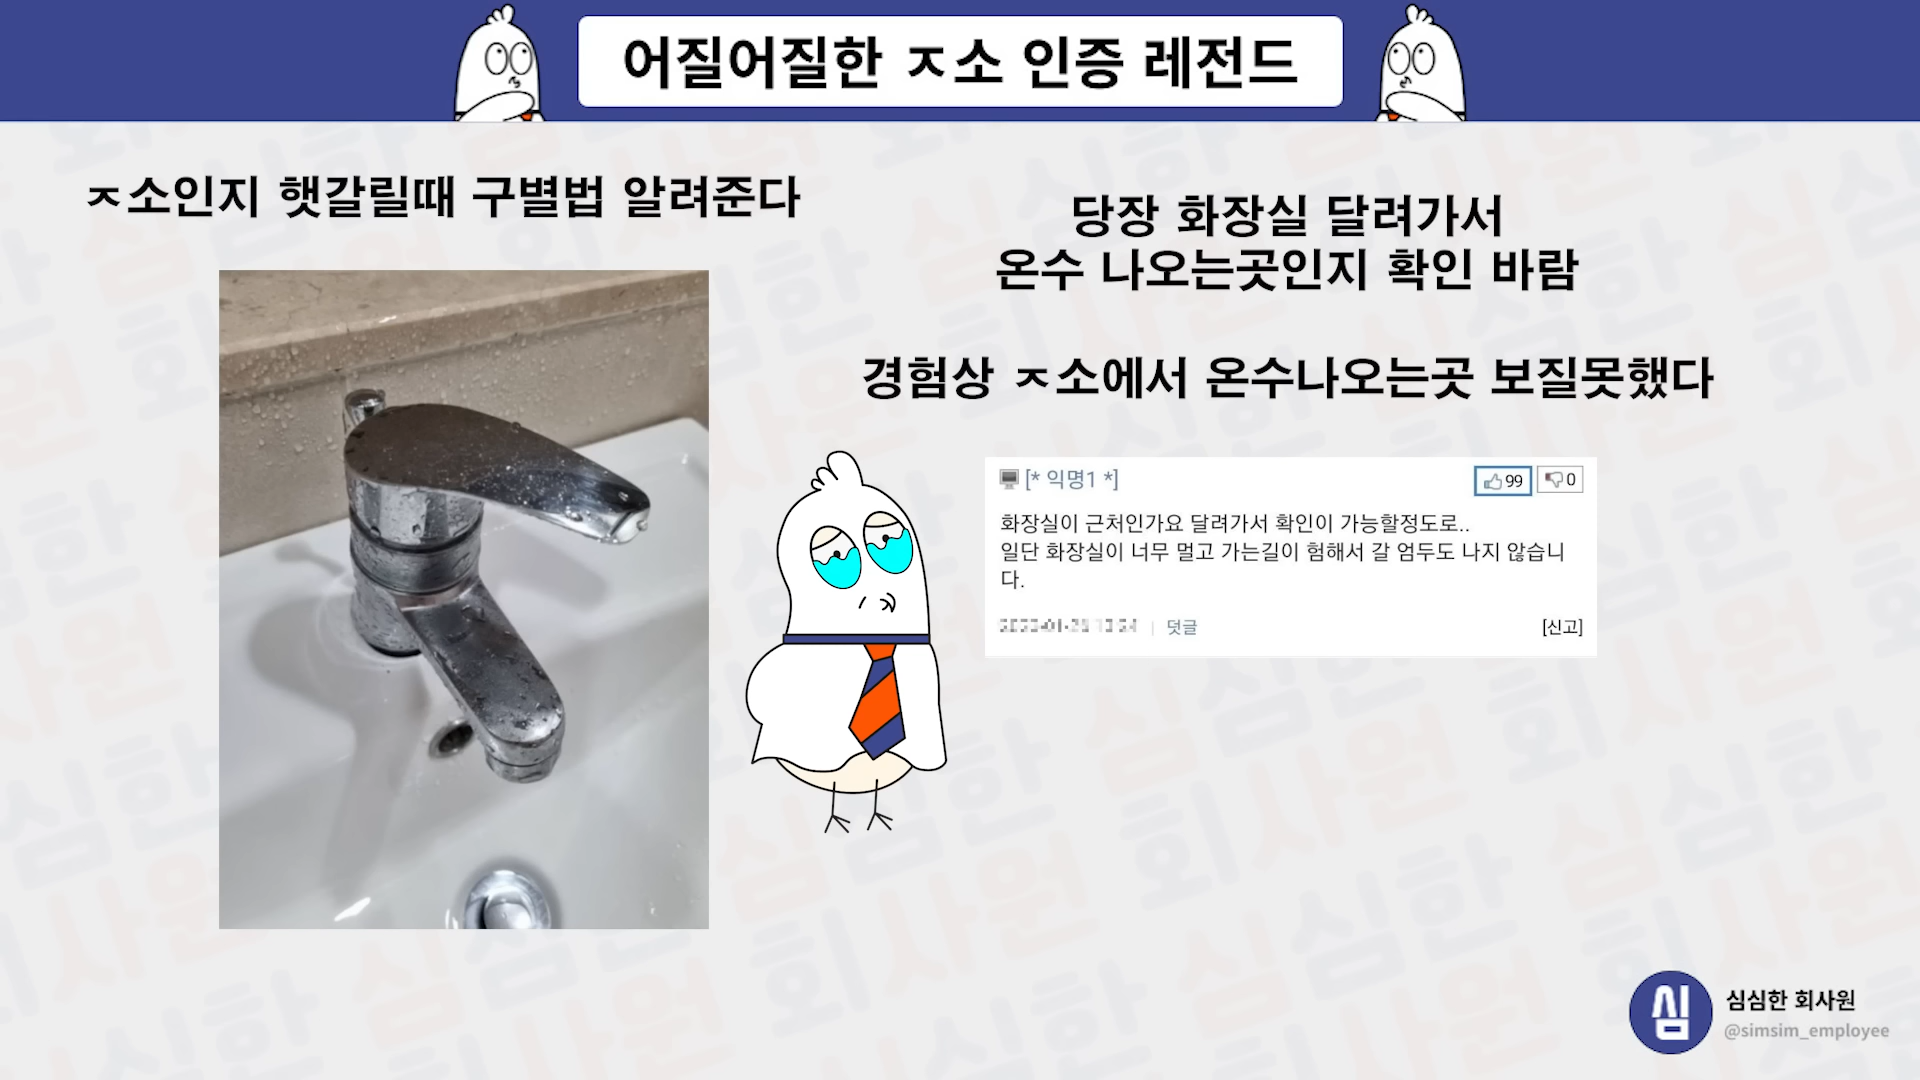 어질어질한 ㅈ소 인증 레전드
ㅈ소인지 햇갈릴때 구별법 알려준다
당장 화장실 달려가서
온수 나오는곳인지 확인 바람
경험상 ㅈ소에서 온수나오는곳 보질못했다
[* 익명1 *]
99
0
화장실이 근처인가요 달려가서 확인이 가능할정도로..
일단 화장실이 너무 멀고 가는길이 험해서 갈 엄두도 나지 않습니
다.
| 덧글
[신고]
심
심심한 회사원
@simsim_employee